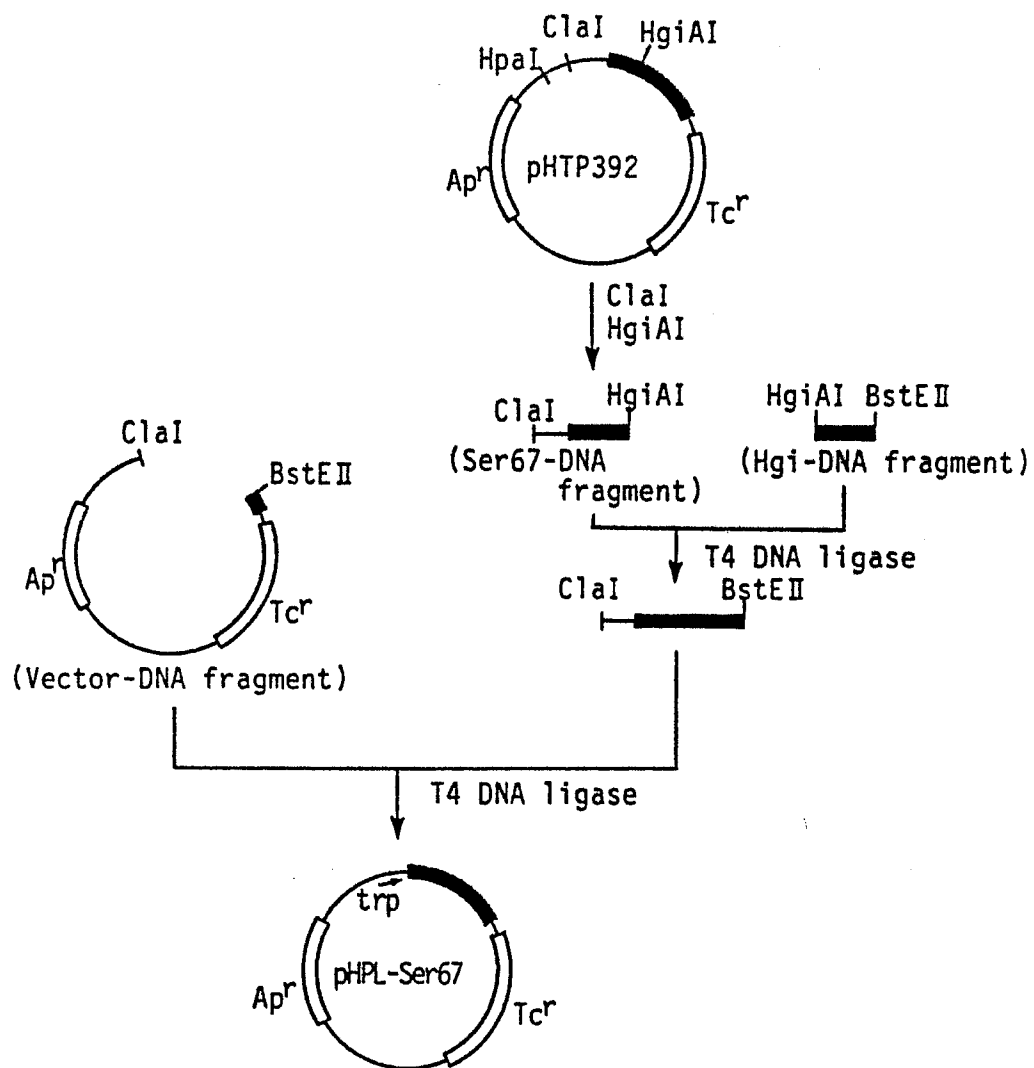 ClaI
HgiAI
HpaI
pHTP392
Apʳ
Tcʳ
ClaI
HgiAI
HgiAI
ClaI
(Ser67-DNA
fragment)
HgiAI BstEⅡ
(Hgi-DNA fragment)
ClaI
BstEⅡ
Apʳ
Tcʳ
(Vector-DNA fragment)
T4 DNA ligase
ClaI
BstEⅡ
T4 DNA ligase
trp
pHPL-Ser67
Apʳ
Tcʳ